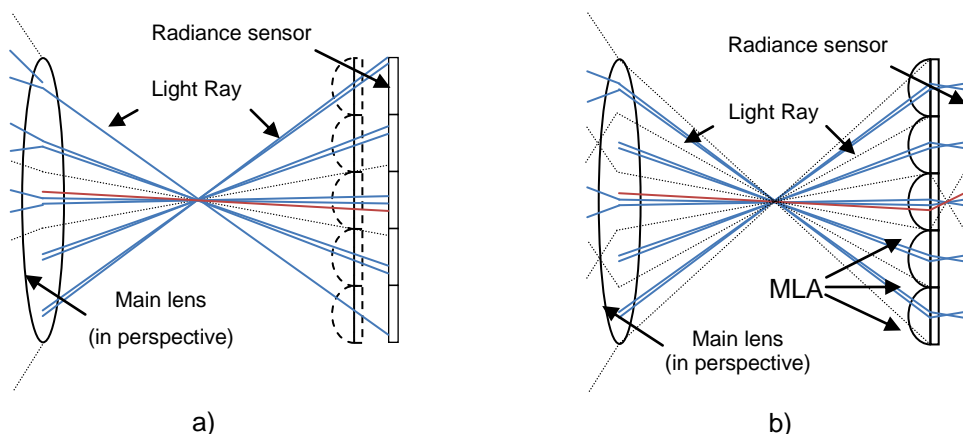 Radiance sensor
Light Ray
Main lens
(in perspective)
a)
Radiance sensor
Light Ray
MLA
Main lens
(in perspective)
b)